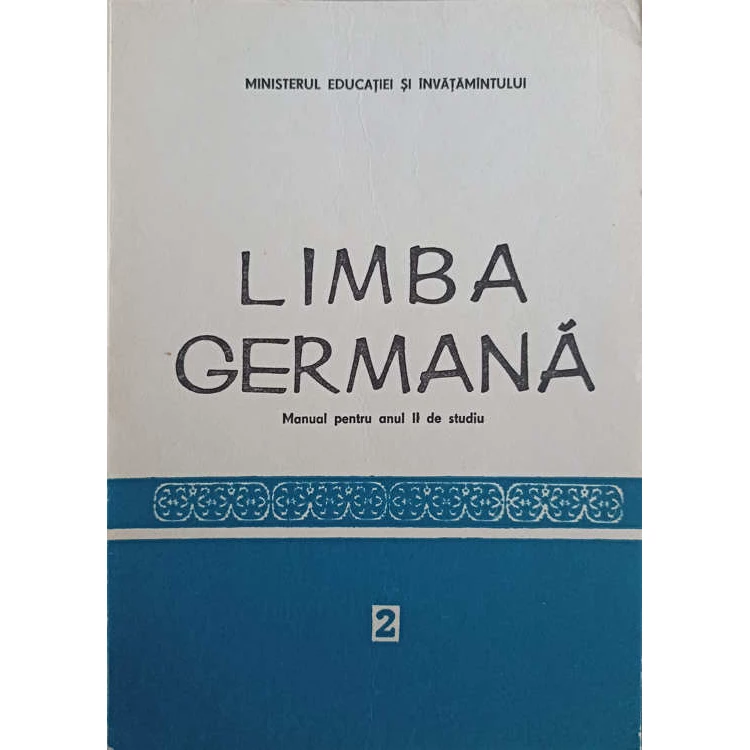 MINISTERUL EDUCAȚIEI ȘI ÎNVĂȚĂMÎNTULUI
LIMBA
GERMANĂ
Manual pentru anul II de studiu
2